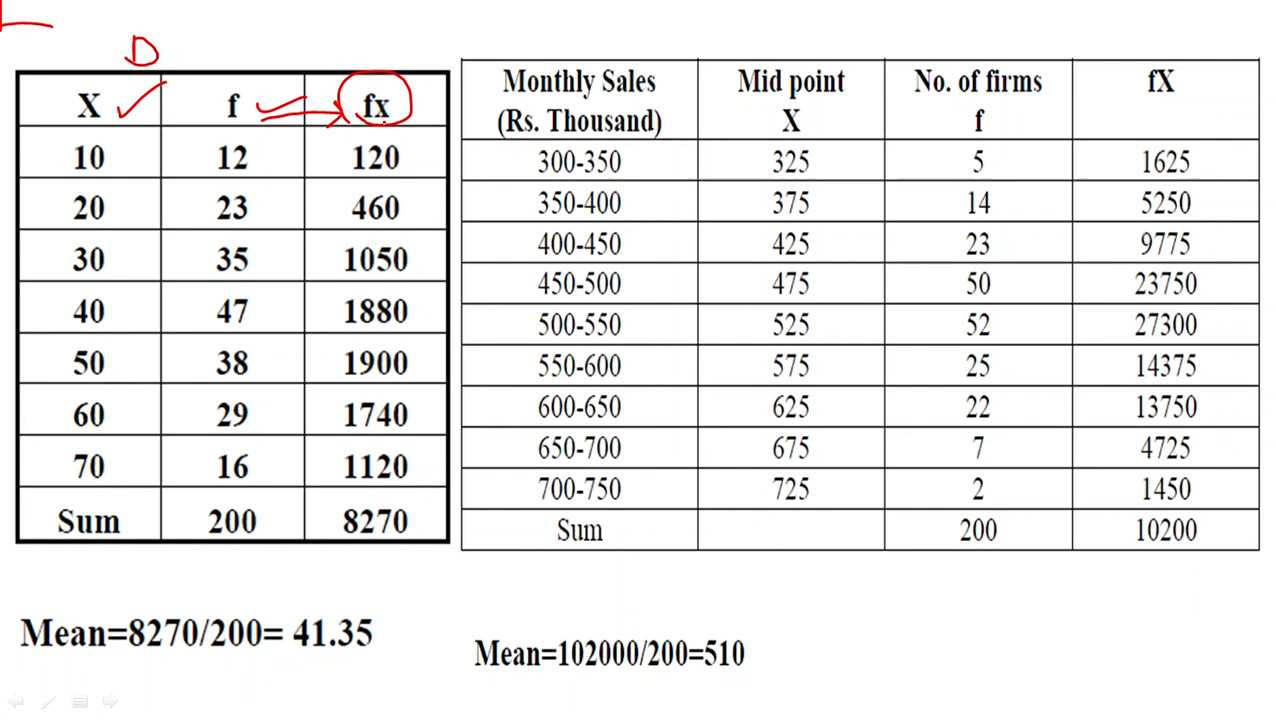 D
X f fx
10 12 120
20 23 460
30 35 1050
40 47 1880
50 38 1900
60 29 1740
70 16 1120
Sum 200 8270
Mean=8270/200= 41.35
Monthly Sales Mid point No. of firms fX
(Rs. Thousand) X f
300-350 325 5 1625
350-400 375 14 5250
400-450 425 23 9775
450-500 475 50 23750
500-550 525 52 27300
550-600 575 25 14375
600-650 625 22 13750
650-700 675 7 4725
700-750 725 2 1450
Sum 200 10200
Mean=102000/200=510